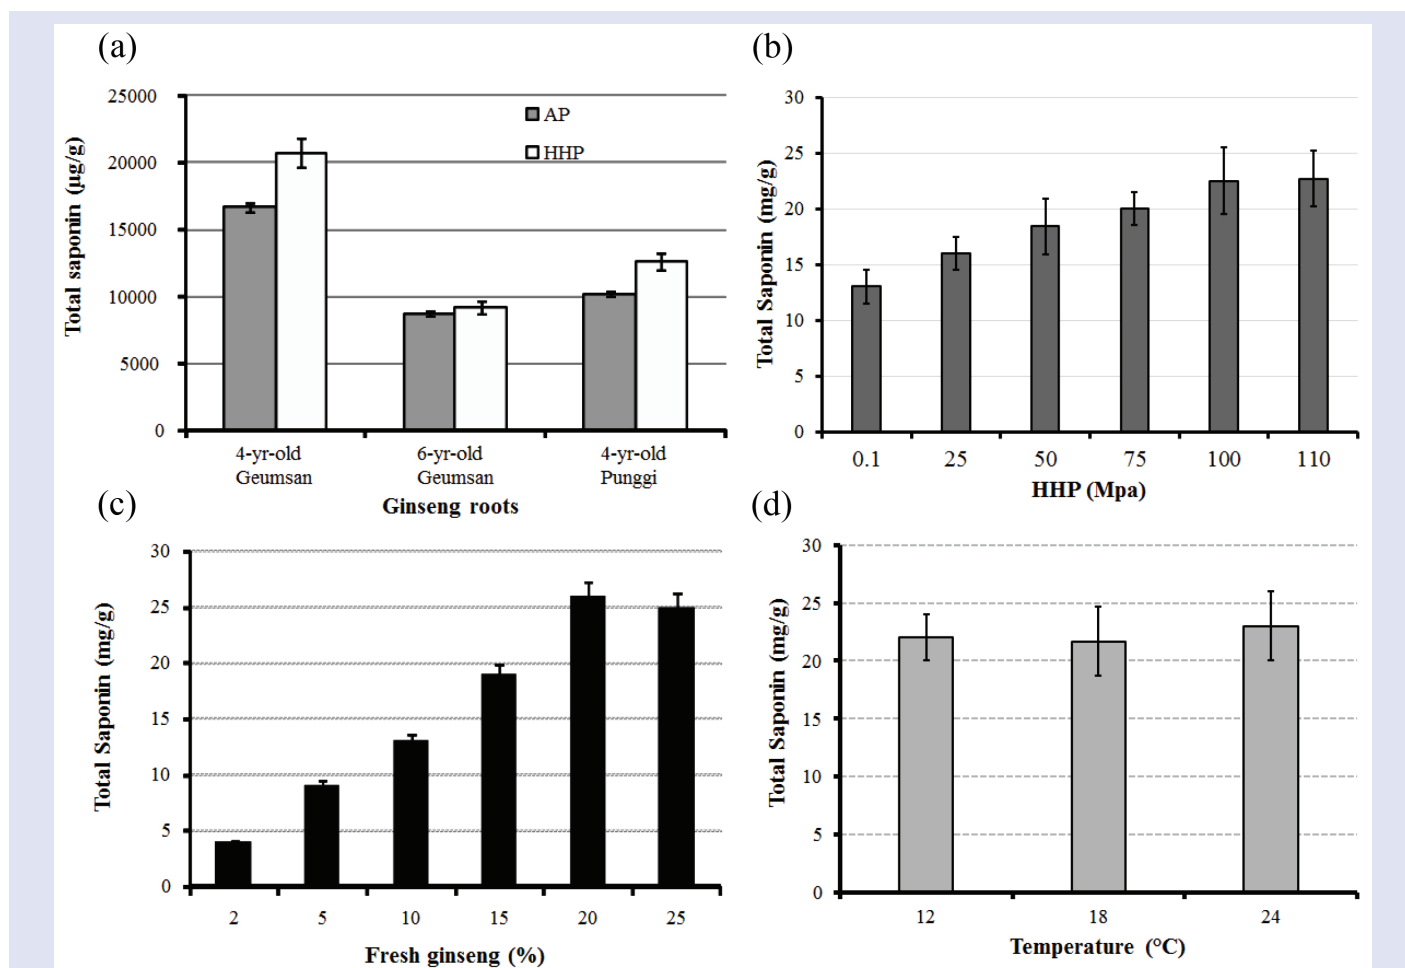 (a)
25000
20000
15000
10000
5000
0
Total saponin (µg/g)
AP
HHP
4-yr-old
Geumsan
6-yr-old
Geumsan
4-yr-old
Punggi
Ginseng roots
(b)
30
25
20
15
10
5
0
Total Saponin (mg/g)
0.1 25 50 75 100 110
HHP (Mpa)
(c)
30
25
20
15
10
5
0
Total Saponin (mg/g)
2 5 10 15 20 25
Fresh ginseng (%)
(d)
30
25
20
15
10
5
0
Total Saponin (mg/g)
12 18 24
Temperature (°C)